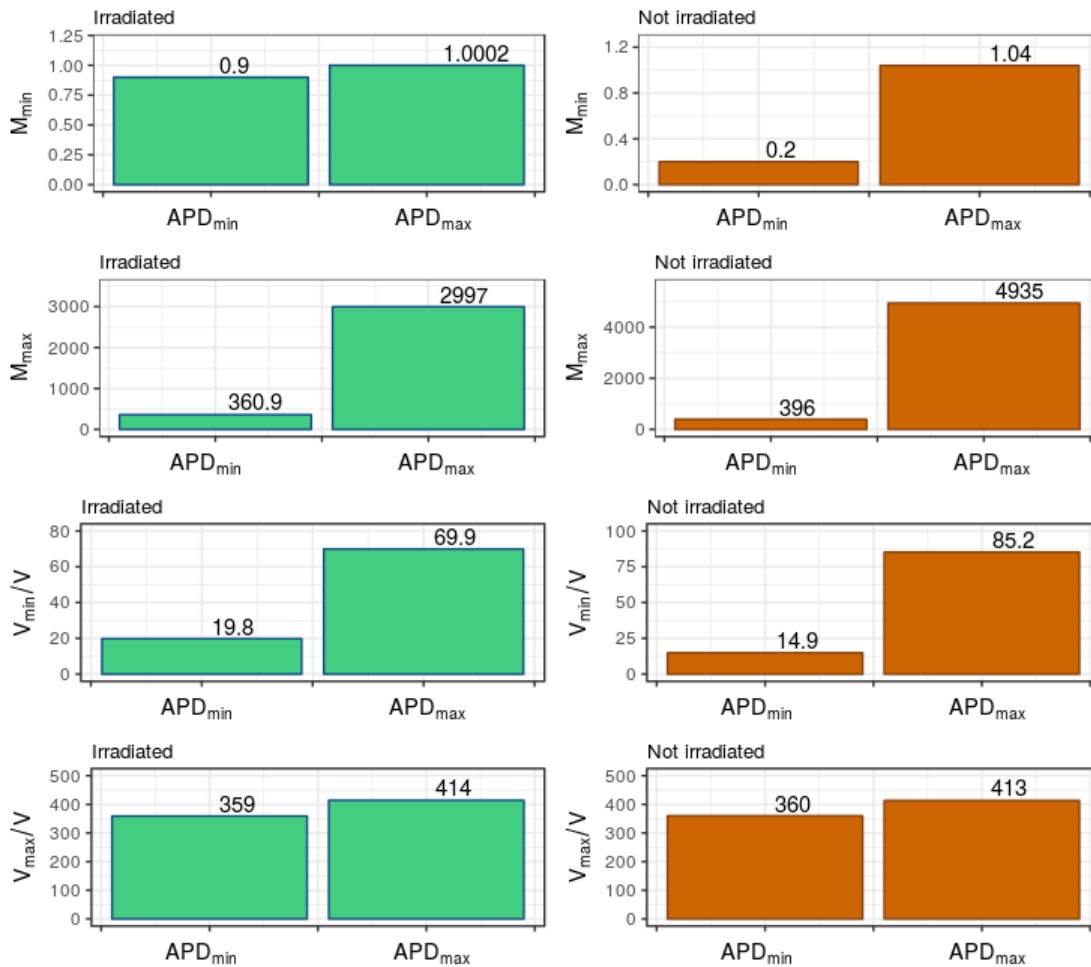 Irradiated
1.25
1.00
0.75
0.50
0.25
0.00
M_min
0.9
1.0002
APD_min
APD_max
Not irradiated
1.2
0.8
0.4
0.0
M_min
0.2
1.04
APD_min
APD_max
Irradiated
3000
2000
1000
0
M_max
360.9
2997
APD_min
APD_max
Not irradiated
4000
2000
0
M_max
396
4935
APD_min
APD_max
Irradiated
80
60
40
20
0
V_min/V
19.8
69.9
APD_min
APD_max
Not irradiated
100
75
50
25
0
V_min/V
14.9
85.2
APD_min
APD_max
Irradiated
500
400
300
200
100
0
V_max/V
359
414
APD_min
APD_max
Not irradiated
500
400
300
200
100
0
V_max/V
360
413
APD_min
APD_max